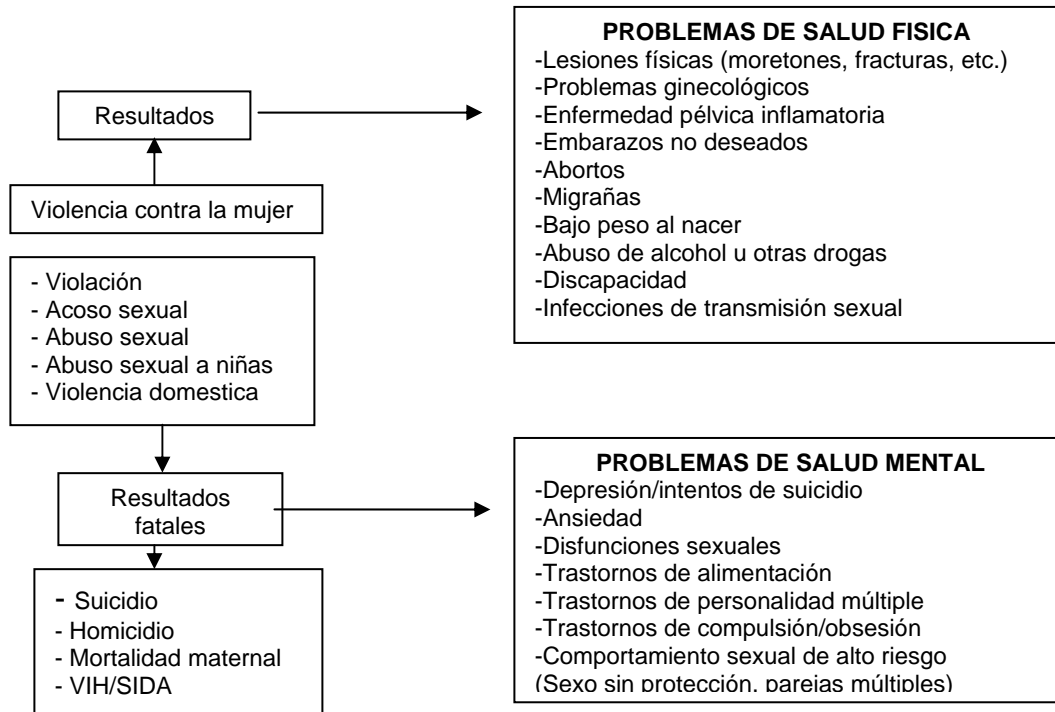 Resultados
Violencia contra la mujer
- Violación
- Acoso sexual
- Abuso sexual
- Abuso sexual a niñas
- Violencia domestica
Resultados
fatales
- Suicidio
- Homicidio
- Mortalidad maternal
- VIH/SIDA
PROBLEMAS DE SALUD FISICA
-Lesiones físicas (moretones, fracturas, etc.)
-Problemas ginecológicos
-Enfermedad pélvica inflamatoria
-Embarazos no deseados
-Abortos
-Migrañas
-Bajo peso al nacer
-Abuso de alcohol u otras drogas
-Discapacidad
-Infecciones de transmisión sexual
PROBLEMAS DE SALUD MENTAL
-Depresión/intentos de suicidio
-Ansiedad
-Disfunciones sexuales
-Trastornos de alimentación
-Trastornos de personalidad múltiple
-Trastornos de compulsión/obsesión
-Comportamiento sexual de alto riesgo
(Sexo sin protección, parejas múltiples)